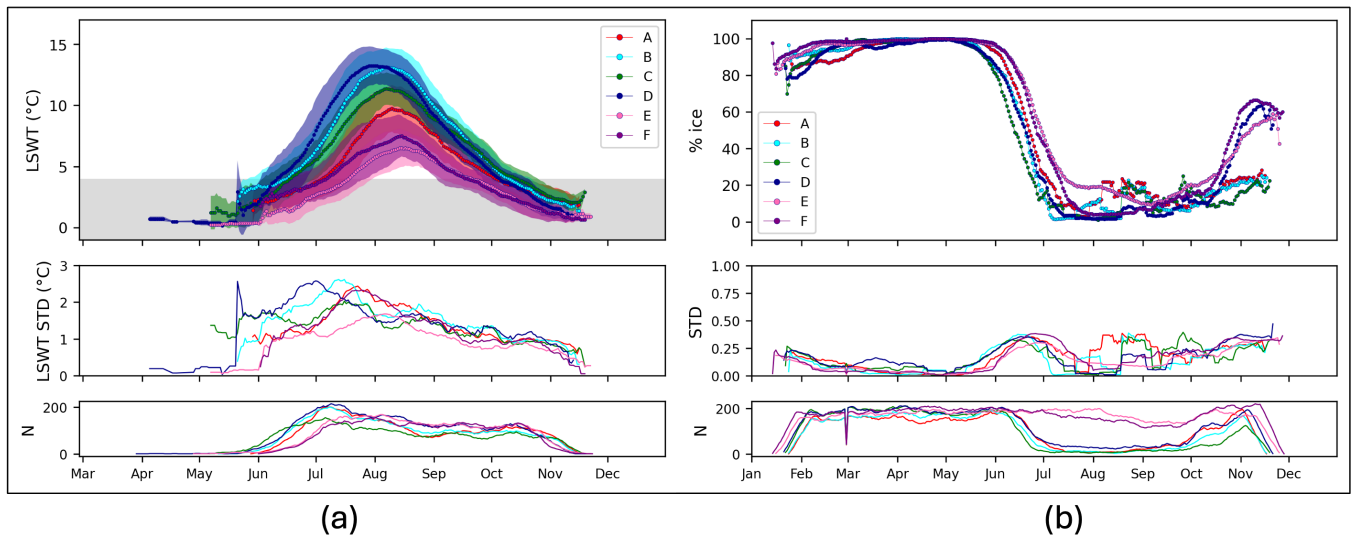 LSWT (°C)
15
10
5
0
A
B
C
D
E
F
LSWT STD (°C)
3
2
1
0
N
200
0
Mar Apr May Jun Jul Aug Sep Oct Nov Dec
(a)
% ice
100
80
60
40
20
0
A
B
C
D
E
F
STD
1.00
0.75
0.50
0.25
0.00
N
200
0
Jan Feb Mar Apr May Jun Jul Aug Sep Oct Nov Dec
(b)